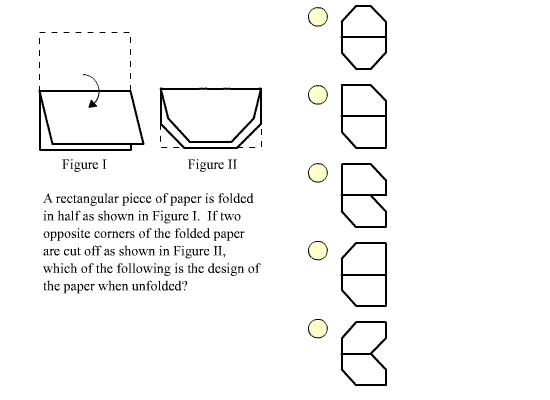 Figure I
Figure II
A rectangular piece of paper is folded
in half as shown in Figure I.  If two
opposite corners of the folded paper
are cut off as shown in Figure II,
which of the following is the design of
the paper when unfolded?